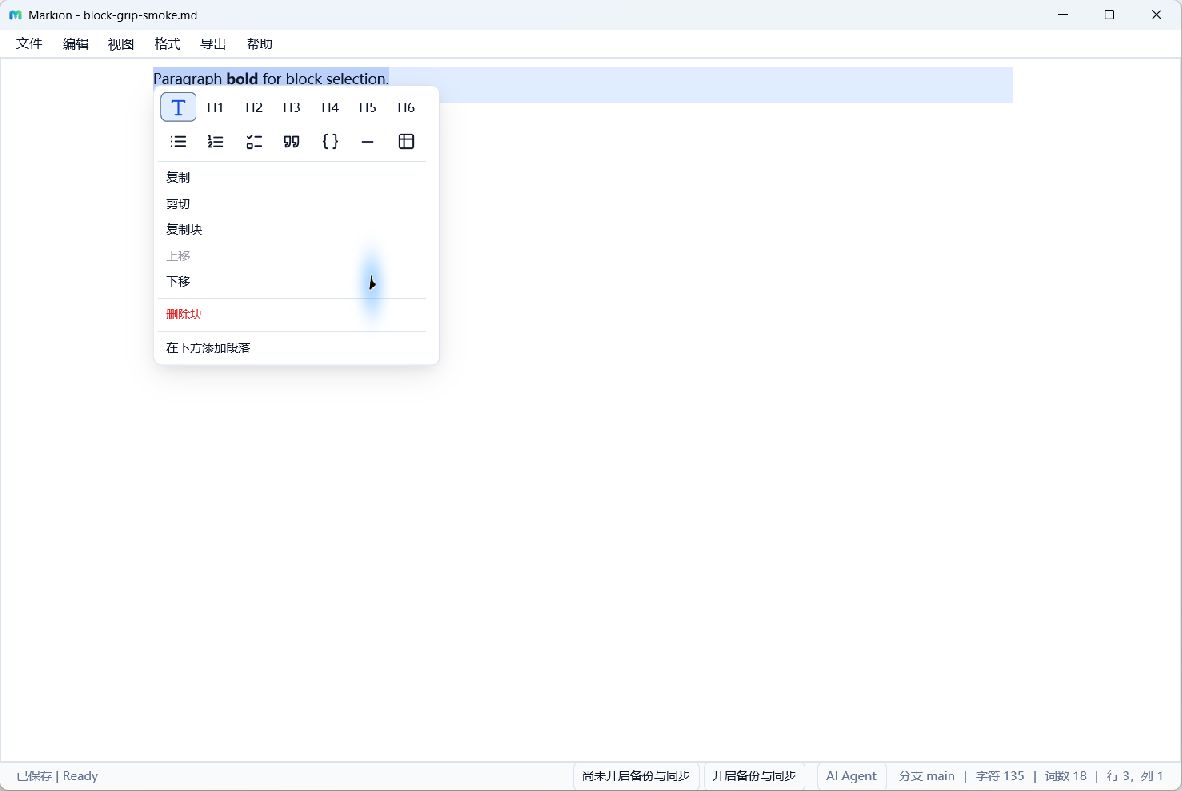 Markion - block-grip-smoke.md
文件 编辑 视图 格式 导出 帮助
Paragraph bold for block selection.
T H1 H2 H3 H4 H5 H6
复制
剪切
复制块
上移
下移
删除块
在下方添加段落
已保存 | Ready 尚未开启备份与同步 开启备份与同步 AI Agent 分支 main | 字符 135 | 词数 18 | 行 3，列 1